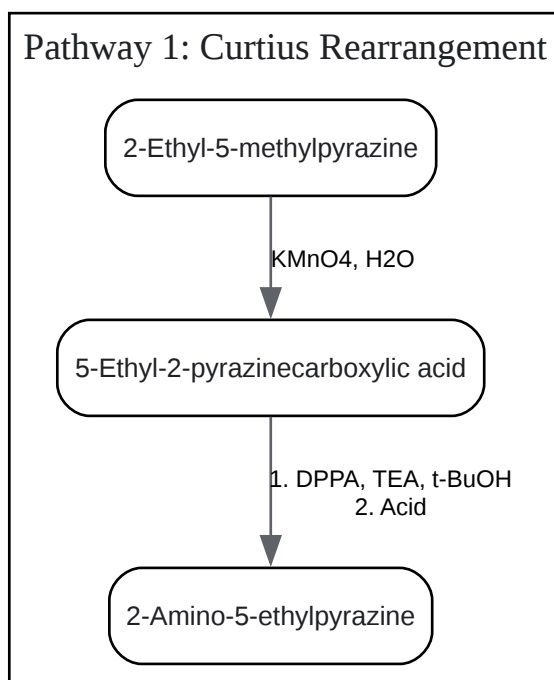 Pathway 1: Curtius Rearrangement
2-Ethyl-5-methylpyrazine
KMnO4, H2O
5-Ethyl-2-pyrazinecarboxylic acid
1. DPPA, TEA, t-BuOH
2. Acid
2-Amino-5-ethylpyrazine